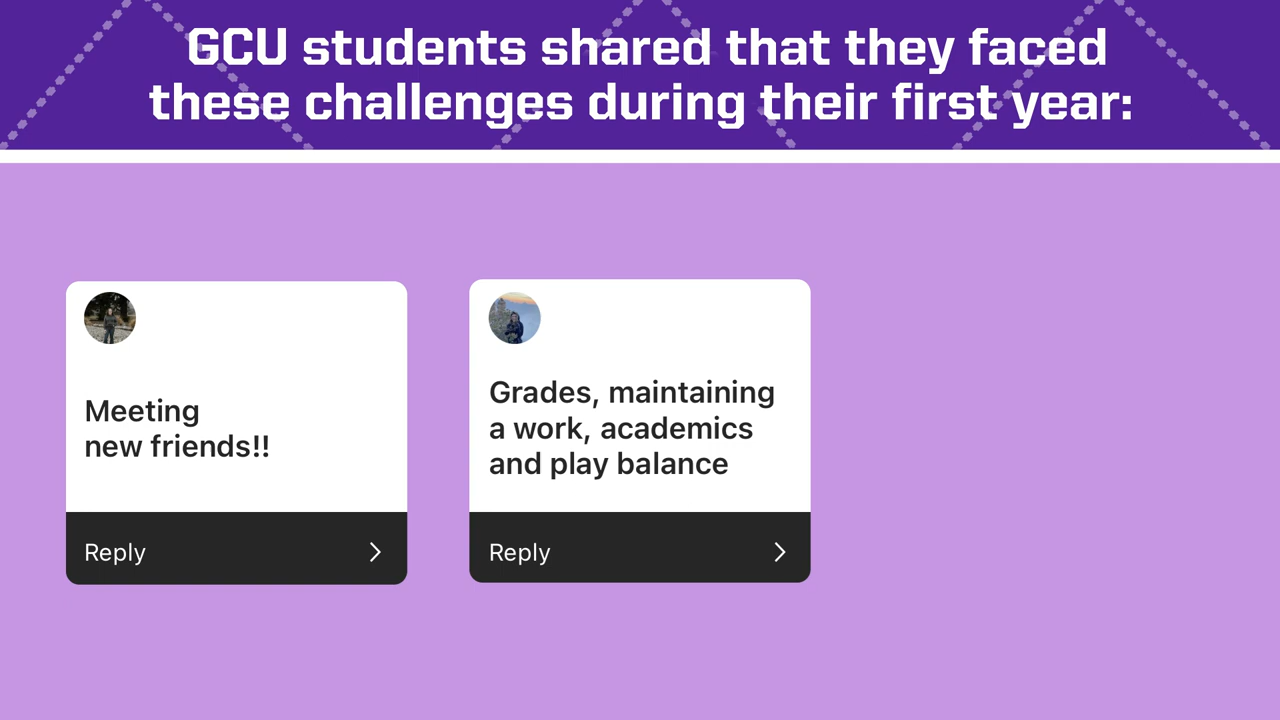 GCU students shared that they faced
these challenges during their first year:
Meeting
new friends!!
Reply
Grades, maintaining
a work, academics
and play balance
Reply